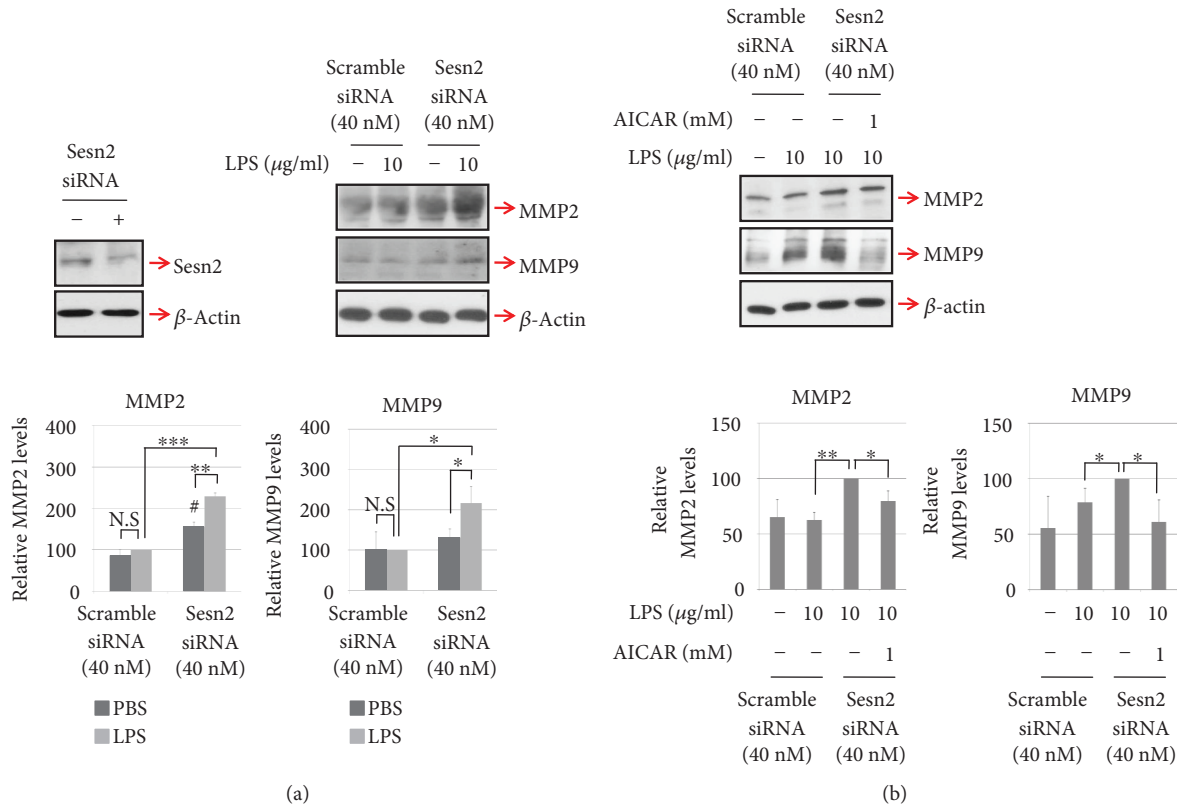 Sesn2
siRNA
− +
Sesn2
β-Actin
Scramble Sesn2
siRNA siRNA
(40 nM) (40 nM)
LPS (μg/ml) − 10 − 10
MMP2
MMP9
β-Actin
MMP2
Relative MMP2 levels
400
300
200
100
0
N.S
#
**
***
Scramble Sesn2
siRNA siRNA
(40 nM) (40 nM)
PBS
LPS
MMP9
Relative MMP9 levels
400
300
200
100
0
N.S
*
*
Scramble Sesn2
siRNA siRNA
(40 nM) (40 nM)
PBS
LPS
(a)
Scramble Sesn2
siRNA siRNA
(40 nM) (40 nM)
AICAR (mM) − − − 1
LPS (μg/ml) − 10 10 10
MMP2
MMP9
β-actin
MMP2
Relative
MMP2 levels
150
100
50
0
** *
LPS (μg/ml) − 10 10 10
AICAR (mM) − − − 1
Scramble Sesn2
siRNA siRNA
(40 nM) (40 nM)
MMP9
Relative
MMP9 levels
150
100
50
0
* *
− 10 10 10
− − − 1
Scramble Sesn2
siRNA siRNA
(40 nM) (40 nM)
(b)